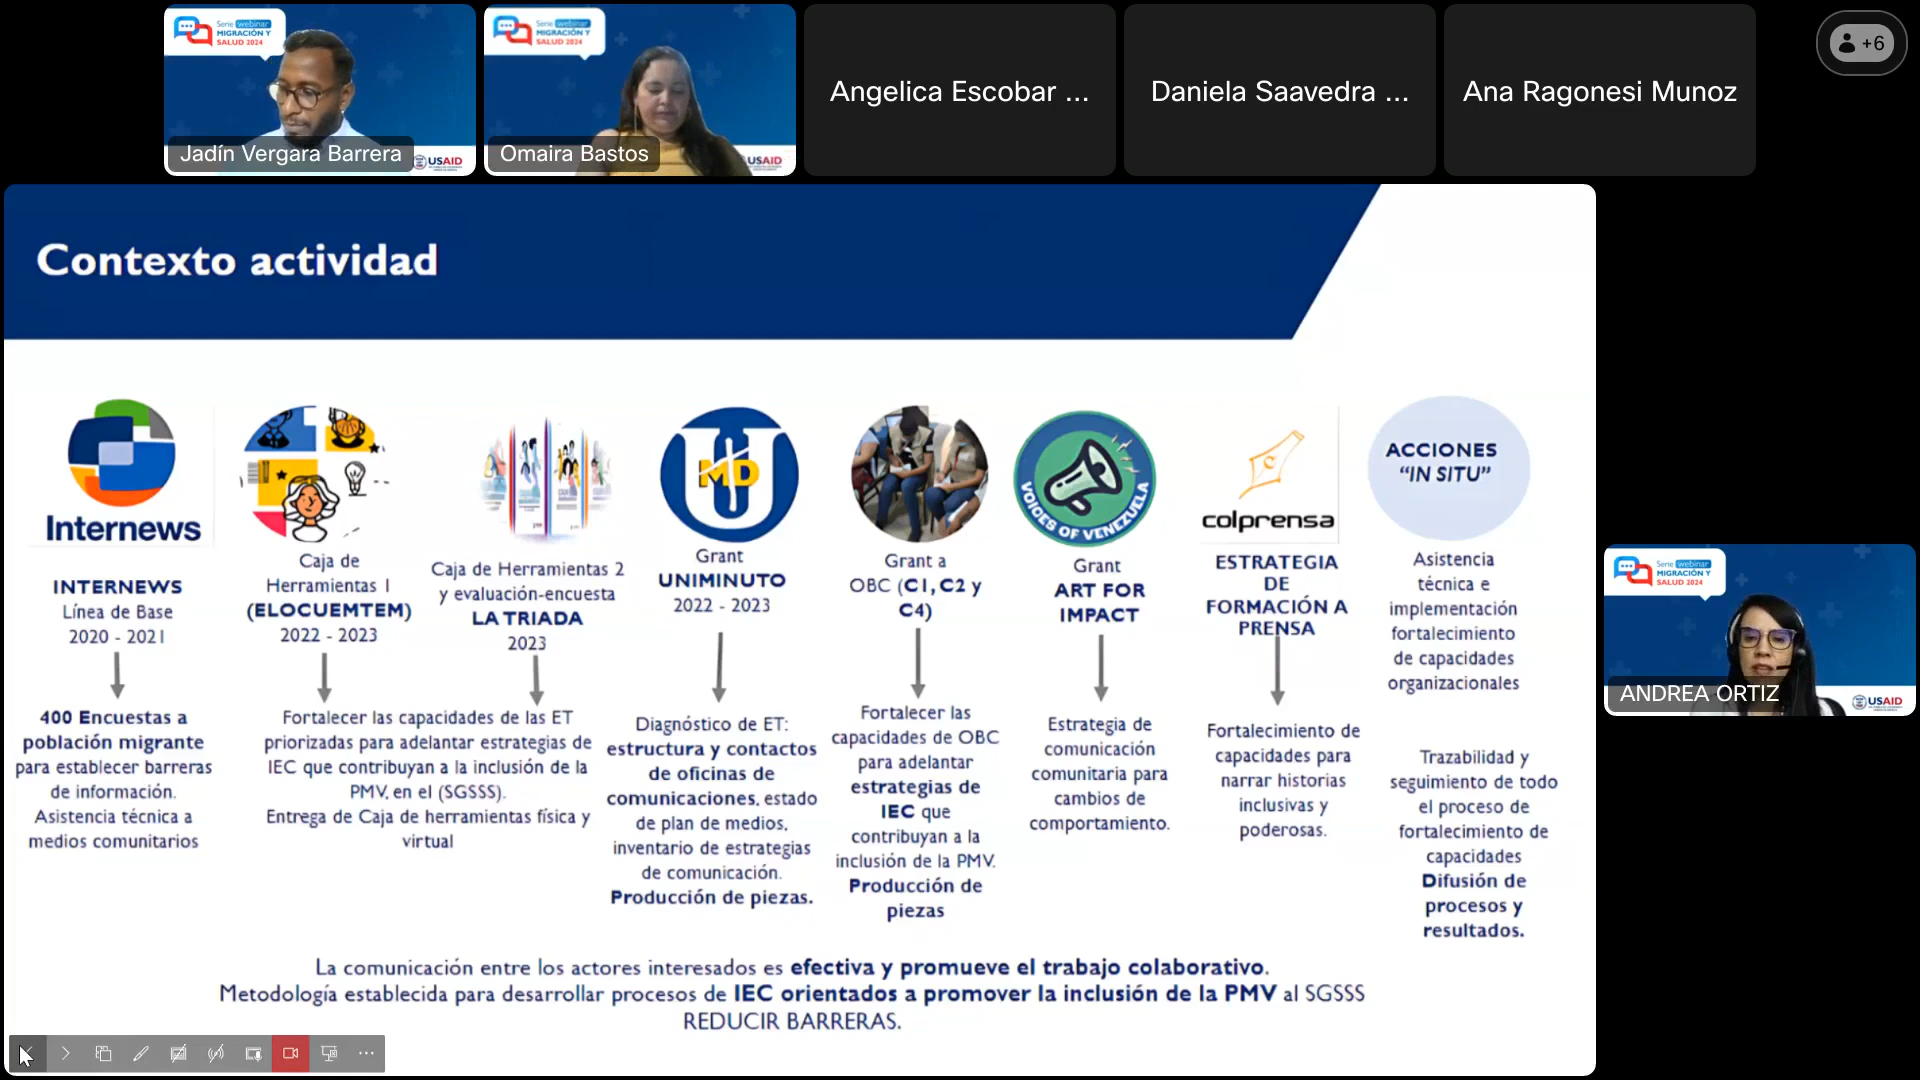 Serie webinar
MIGRACIÓN Y
SALUD 2024
Jadín Vergara Barrera
USAID
Serie webinar
MIGRACIÓN Y
SALUD 2024
Omaira Bastos
USAID
Angelica Escobar ...
Daniela Saavedra ...
Ana Ragonesi Munoz
+6
Contexto actividad
Internews
INTERNEWS
Línea de Base
2020 - 2021
400 Encuestas a
población migrante
para establecer barreras
de información.
Asistencia técnica a
medios comunitarios
Caja de
Herramientas 1
(ELOCUEMTEM)
2022 - 2023
Caja de Herramientas 2
y evaluación-encuesta
LA TRIADA
2023
Fortalecer las capacidades de las ET
priorizadas para adelantar estrategias de
IEC que contribuyan a la inclusión de la
PMV, en el (SGSSS).
Entrega de Caja de herramientas física y
virtual
U
MD
Grant
UNIMINUTO
2022 - 2023
Diagnóstico de ET:
estructura y contactos
de oficinas de
comunicaciones, estado
de plan de medios,
inventario de estrategias
de comunicación.
Producción de piezas.
Grant a
OBC (C1, C2 y
C4)
Fortalecer las
capacidades de OBC
para adelantar
estrategias de
IEC que
contribuyan a la
inclusión de la PMV.
Producción de
piezas
VOICES OF VENEZUELA
Grant
ART FOR
IMPACT
Estrategia de
comunicación
comunitaria para
cambios de
comportamiento.
C
colprensa
ESTRATEGIA
DE
FORMACIÓN A
PRENSA
Fortalecimiento de
capacidades para
narrar historias
inclusivas y
poderosas.
ACCIONES
"IN SITU"
Asistencia
técnica e
implementación
fortalecimiento
de capacidades
organizacionales
Trazabilidad y
seguimiento de todo
el proceso de
fortalecimiento de
capacidades
Difusión de
procesos y
resultados.
La comunicación entre los actores interesados es efectiva y promueve el trabajo colaborativo.
Metodología establecida para desarrollar procesos de IEC orientados a promover la inclusión de la PMV al SGSSS
REDUCIR BARRERAS.
Serie webinar
MIGRACIÓN Y
SALUD 2024
ANDREA ORTIZ
USAID